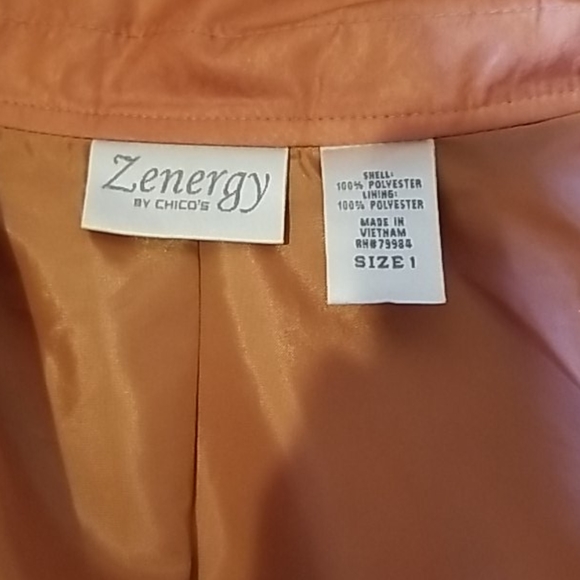 Zenergy
BY CHICO'S
SHELL:
100% POLYESTER
LINING:
100% POLYESTER
MADE IN
VIETNAM
RN#79984
SIZE 1